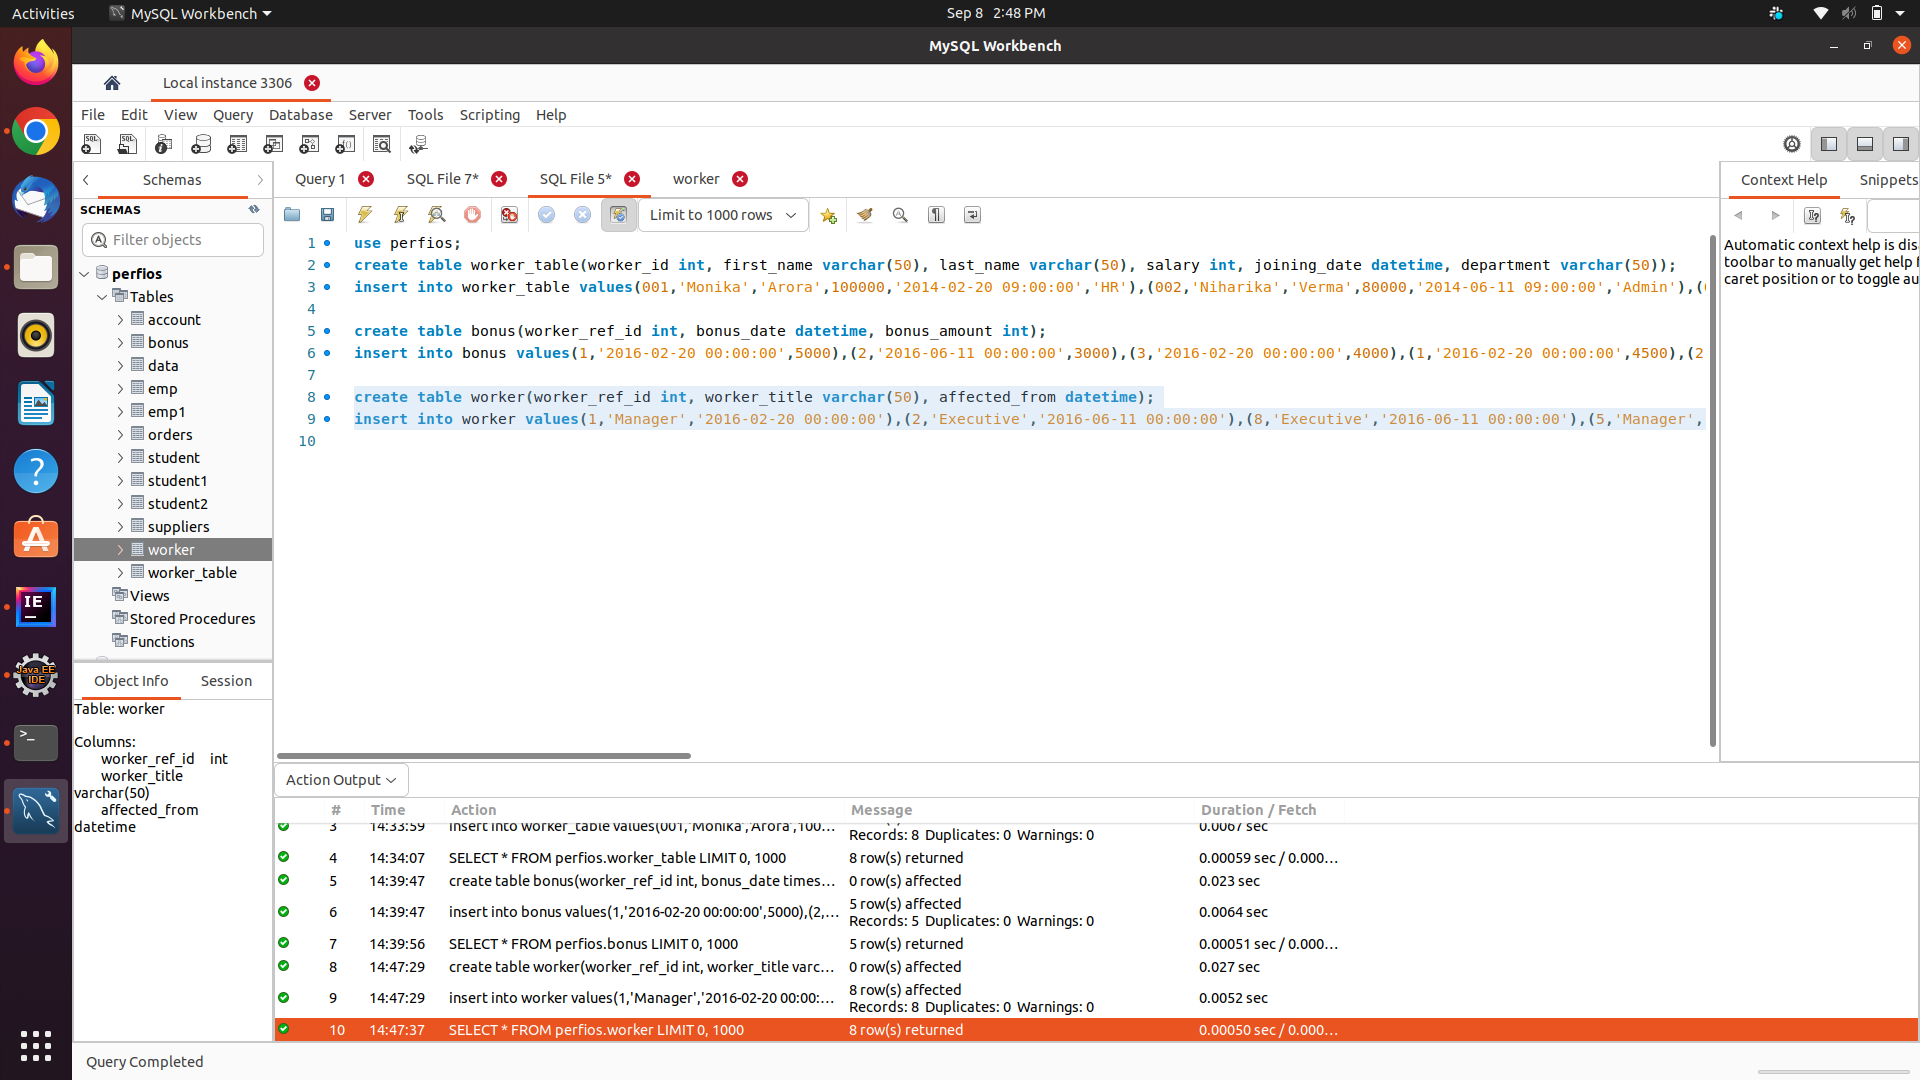 Activities
MySQL Workbench
Sep 8 2:48 PM
MySQL Workbench
Local instance 3306
File Edit View Query Database Server Tools Scripting Help
Schemas
SCHEMAS
Filter objects
perfios
Tables
account
bonus
data
emp
emp1
orders
student
student1
student2
suppliers
worker
worker_table
Views
Stored Procedures
Functions
Object Info Session
Table: worker
Columns:
worker_ref_id int
worker_title
varchar(50)
affected_from
datetime
Query 1 SQL File 7* SQL File 5* worker
Limit to 1000 rows
1 use perfios;
2 create table worker_table(worker_id int, first_name varchar(50), last_name varchar(50), salary int, joining_date datetime, department varchar(50));
3 insert into worker_table values(001,'Monika','Arora',100000,'2014-02-20 09:00:00','HR'),(002,'Niharika','Verma',80000,'2014-06-11 09:00:00','Admin'),(
4
5 create table bonus(worker_ref_id int, bonus_date datetime, bonus_amount int);
6 insert into bonus values(1,'2016-02-20 00:00:00',5000),(2,'2016-06-11 00:00:00',3000),(3,'2016-02-20 00:00:00',4000),(1,'2016-02-20 00:00:00',4500),(2
7
8 create table worker(worker_ref_id int, worker_title varchar(50), affected_from datetime);
9 insert into worker values(1,'Manager','2016-02-20 00:00:00'),(2,'Executive','2016-06-11 00:00:00'),(8,'Executive','2016-06-11 00:00:00'),(5,'Manager',
10
Context Help Snippets
Automatic context help is dis
toolbar to manually get help f
caret position or to toggle au
Action Output
# Time Action Message Duration / Fetch
3 14:33:59 insert into worker_table values(001,'Monika','Arora',100... 0.0067 sec
Records: 8 Duplicates: 0 Warnings: 0
4 14:34:07 SELECT * FROM perfios.worker_table LIMIT 0, 1000 8 row(s) returned 0.00059 sec / 0.000...
5 14:39:47 create table bonus(worker_ref_id int, bonus_date times... 0 row(s) affected 0.023 sec
6 14:39:47 insert into bonus values(1,'2016-02-20 00:00:00',5000),(2,... 5 row(s) affected 0.0064 sec
Records: 5 Duplicates: 0 Warnings: 0
7 14:39:56 SELECT * FROM perfios.bonus LIMIT 0, 1000 5 row(s) returned 0.00051 sec / 0.000...
8 14:47:29 create table worker(worker_ref_id int, worker_title varc... 0 row(s) affected 0.027 sec
9 14:47:29 insert into worker values(1,'Manager','2016-02-20 00:00:... 8 row(s) affected 0.0052 sec
Records: 8 Duplicates: 0 Warnings: 0
10 14:47:37 SELECT * FROM perfios.worker LIMIT 0, 1000 8 row(s) returned 0.00050 sec / 0.000...
Query Completed
IE
Java EE
IDE